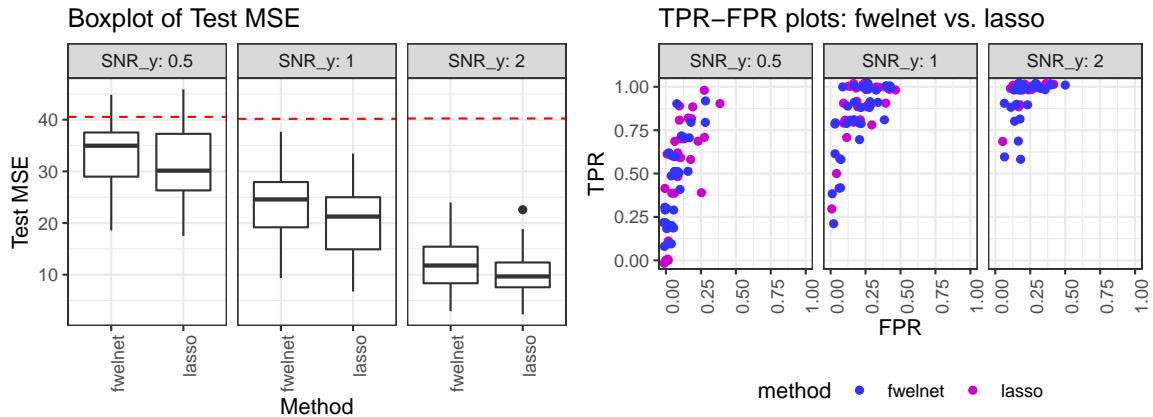 Boxplot of Test MSE
SNR_y: 0.5
SNR_y: 1
SNR_y: 2
Test MSE
40
30
20
10
fwelnet
lasso
fwelnet
lasso
fwelnet
lasso
Method
TPR−FPR plots: fwelnet vs. lasso
SNR_y: 0.5
SNR_y: 1
SNR_y: 2
TPR
1.00
0.75
0.50
0.25
0.00
0.00
0.25
0.50
0.75
1.00
0.00
0.25
0.50
0.75
1.00
0.00
0.25
0.50
0.75
1.00
FPR
method fwelnet lasso